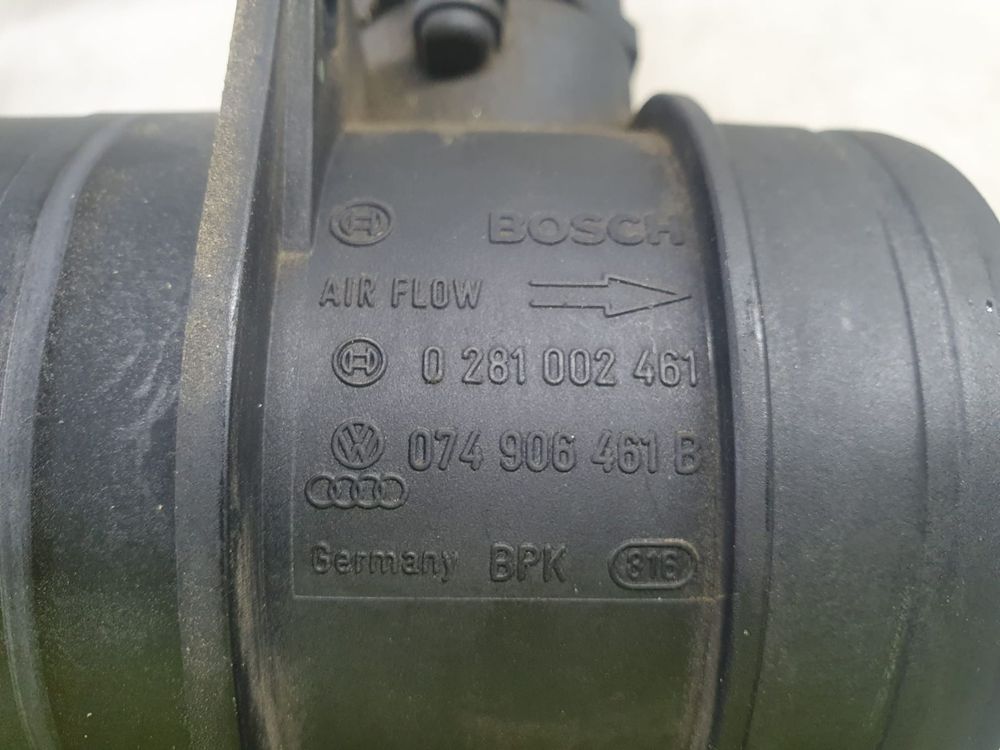 BOSCH
AIR FLOW
0 281 002 461
074 906 461 B
Germany BPK 816